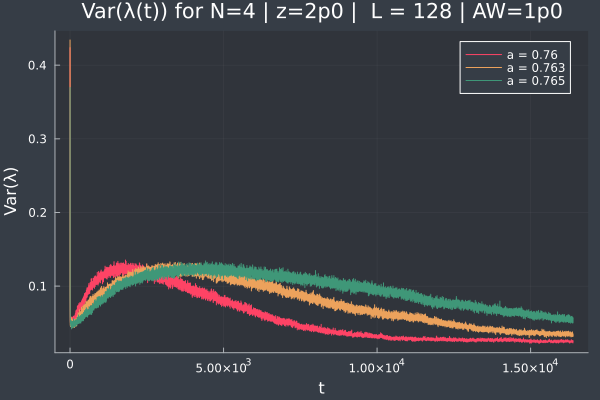 Var(λ(t)) for N=4 | z=2p0 |  L = 128 | AW=1p0
a = 0.76
a = 0.763
a = 0.765
Var(λ)
0.4
0.3
0.2
0.1
0
5.00×10³
1.00×10⁴
1.50×10⁴
t